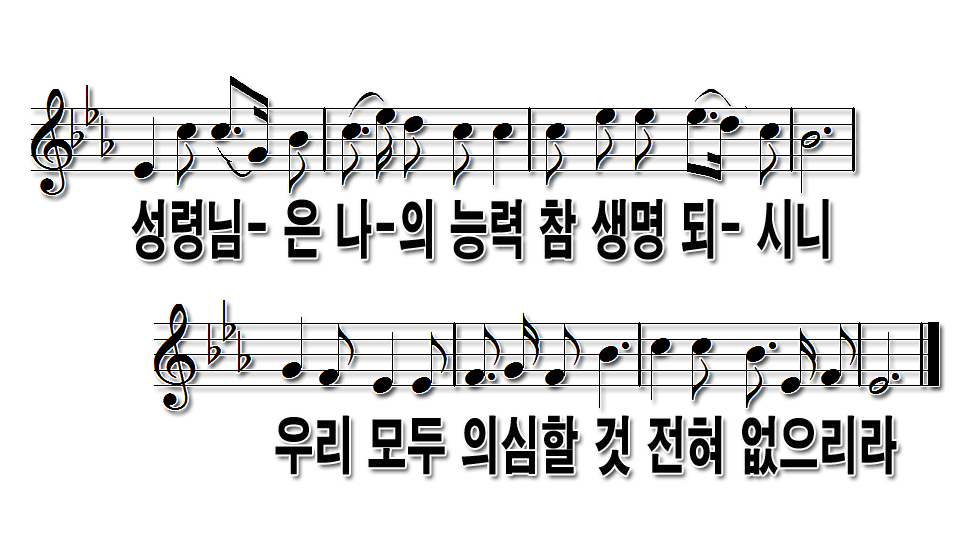 성령님- 은 나-의 능력 참 생명 되- 시니
우리 모두 의심할 것 전혀 없으리라